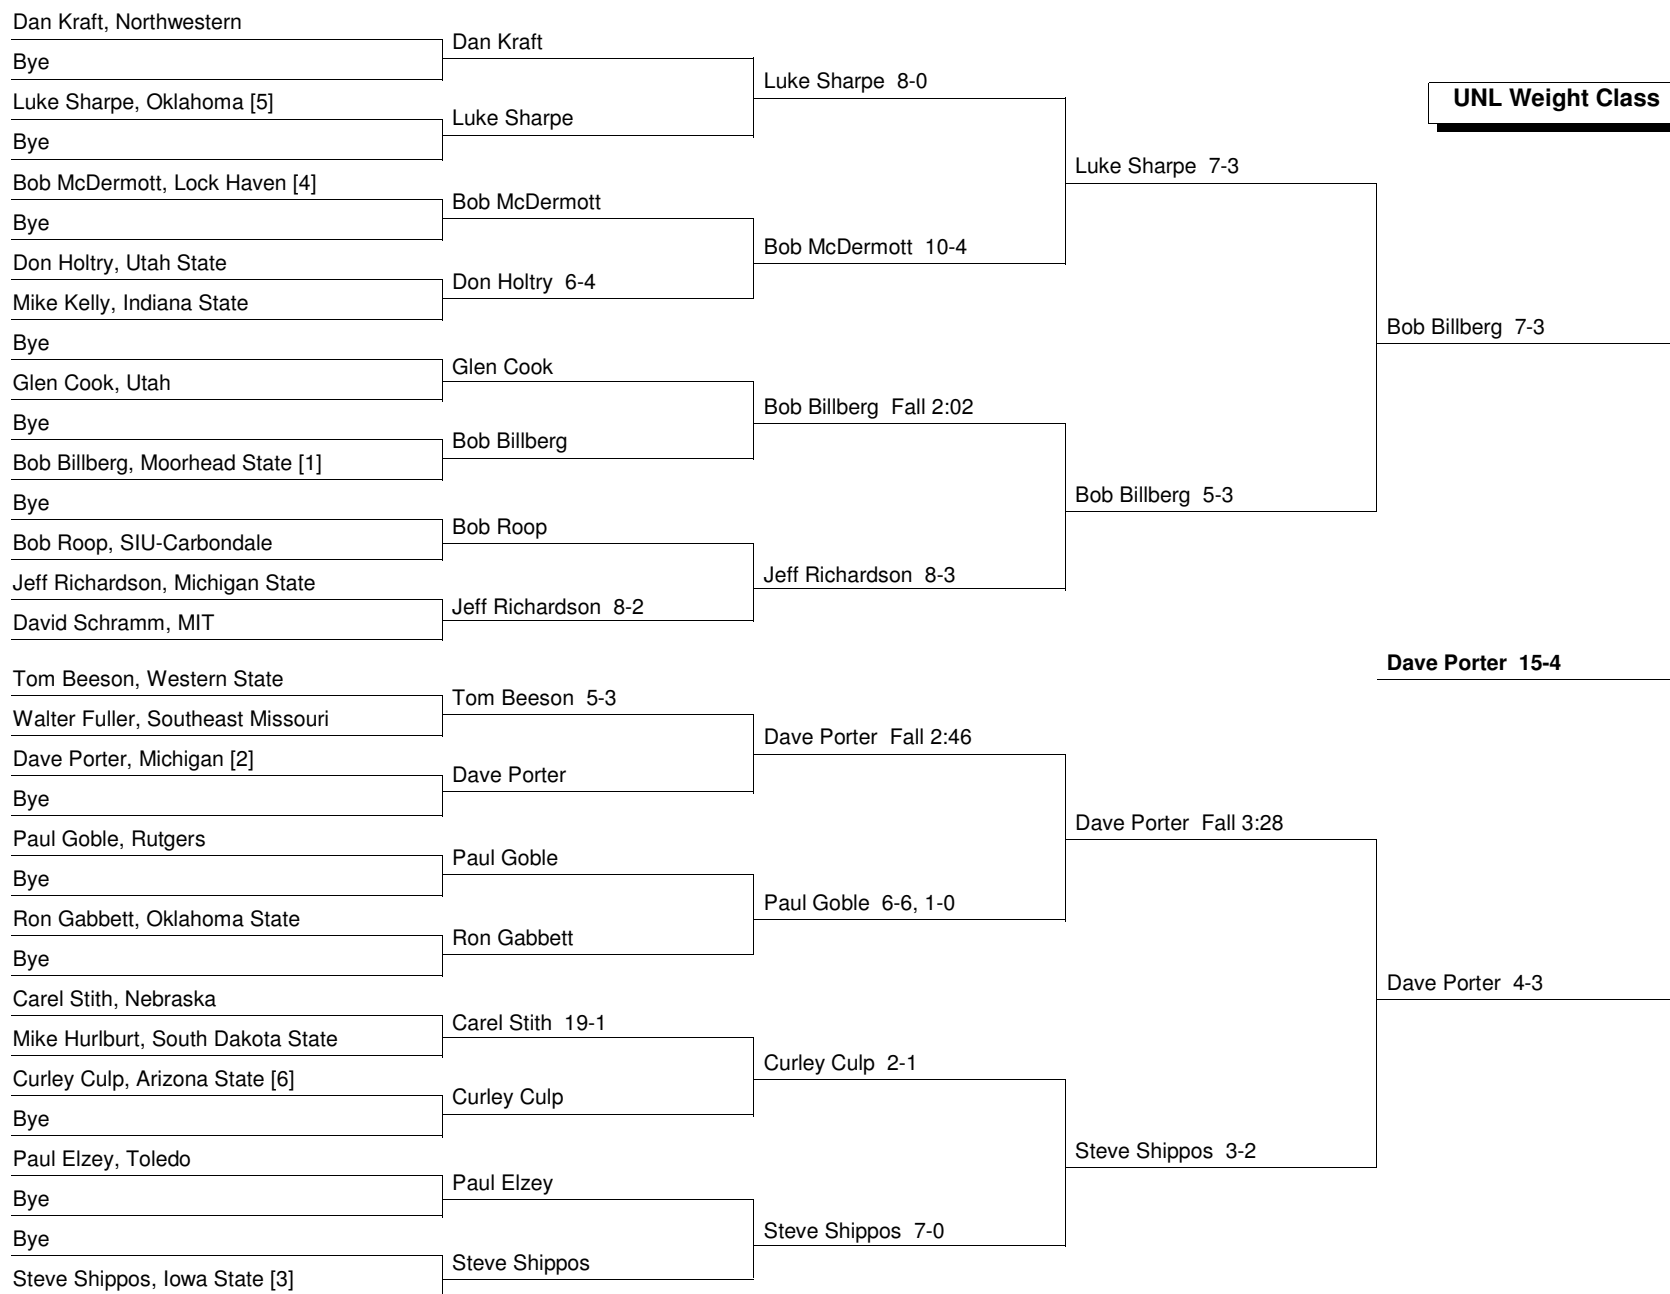 Dan Kraft, Northwestern
Bye
Luke Sharpe, Oklahoma [5]
Bye
Bob McDermott, Lock Haven [4]
Bye
Don Holtry, Utah State
Mike Kelly, Indiana State
Bye
Glen Cook, Utah
Bye
Bob Billberg, Moorhead State [1]
Bye
Bob Roop, SIU-Carbondale
Jeff Richardson, Michigan State
David Schramm, MIT
Tom Beeson, Western State
Walter Fuller, Southeast Missouri
Dave Porter, Michigan [2]
Bye
Paul Goble, Rutgers
Bye
Ron Gabbett, Oklahoma State
Bye
Carel Stith, Nebraska
Mike Hurlburt, South Dakota State
Curley Culp, Arizona State [6]
Bye
Paul Elzey, Toledo
Bye
Bye
Steve Shippos, Iowa State [3]
Dan Kraft
Luke Sharpe
Bob McDermott
Don Holtry 6-4
Glen Cook
Bob Billberg
Bob Roop
Jeff Richardson 8-2
Tom Beeson 5-3
Dave Porter
Paul Goble
Ron Gabbett
Carel Stith 19-1
Curley Culp
Paul Elzey
Steve Shippos
Luke Sharpe 8-0
Bob McDermott 10-4
Bob Billberg Fall 2:02
Jeff Richardson 8-3
Dave Porter Fall 2:46
Paul Goble 6-6, 1-0
Curley Culp 2-1
Steve Shippos 7-0
Luke Sharpe 7-3
Bob Billberg 5-3
Dave Porter Fall 3:28
Steve Shippos 3-2
UNL Weight Class
Bob Billberg 7-3
Dave Porter 15-4
Dave Porter 4-3